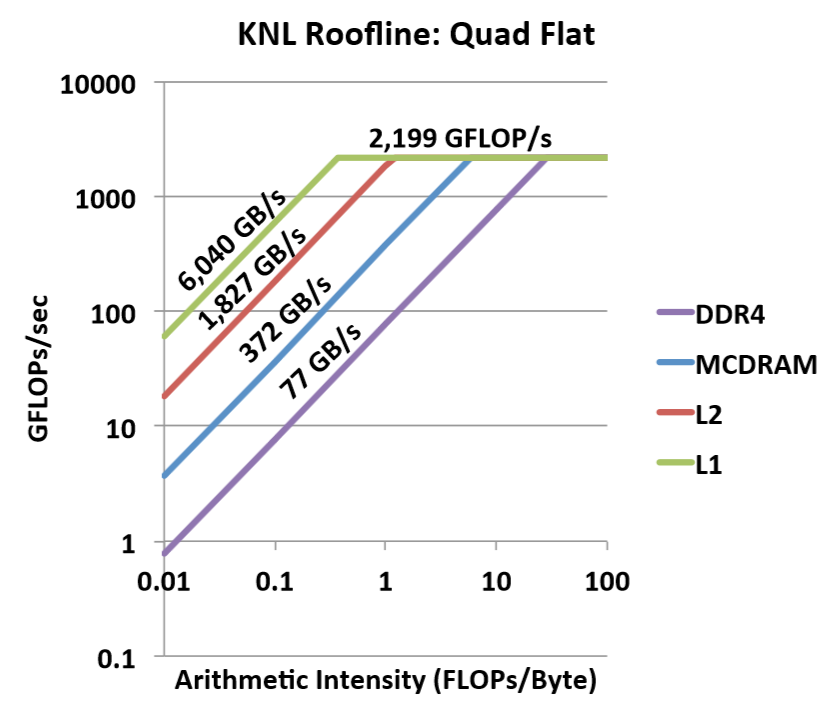 KNL Roofline: Quad Flat
10000
2,199 GFLOP/s
1000
6,040 GB/s
1,827 GB/s
372 GB/s
77 GB/s
100
10
1
0.1
GFLOPs/sec
0.01 0.1 1 10 100
Arithmetic Intensity (FLOPs/Byte)
DDR4
MCDRAM
L2
L1